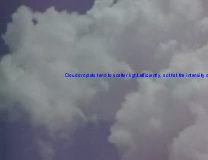 Cloud droplets tend to scatter light efficiently, so that the intensity o